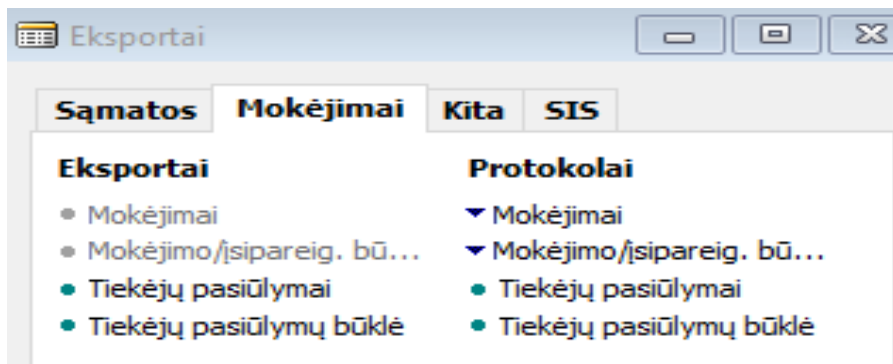 Eksportai
Sąmatos Mokėjimai Kita SIS
Eksportai Protokolai
Mokėjimai Mokėjimai
Mokėjimo/įsipareig. bū... Mokėjimo/įsipareig. bū...
Tiekėjų pasiūlymai Tiekėjų pasiūlymai
Tiekėjų pasiūlymų būklė Tiekėjų pasiūlymų būklė